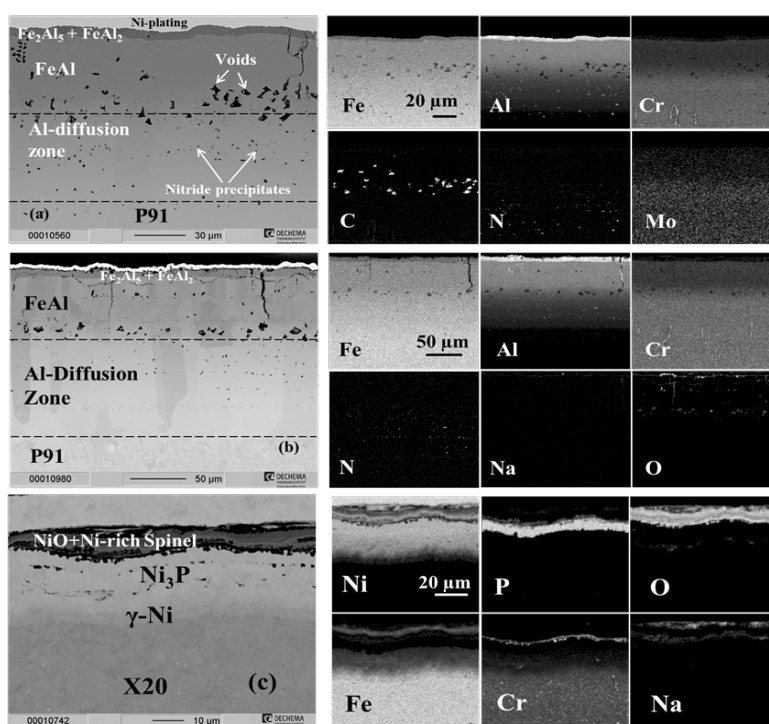 Ni-plating
Fe₂Al₅ + FeAl₂
Voids
FeAl
Al-diffusion
zone
Nitride precipitates
(a)
P91
00010560
30 µm
DECHEMA
Fe
20 µm
Al
Cr
C
N
Mo
(b)
Fe₂Al₅ + FeAl₂
FeAl
Al-Diffusion
Zone
P91
00010980
50 µm
DECHEMA
Fe
50 µm
Al
Cr
N
Na
O
NiO+Ni-rich Spinel
Ni₃P
γ-Ni
X20
(c)
00010742
10 µm
DECHEMA
Ni
20 µm
P
O
Fe
Cr
Na